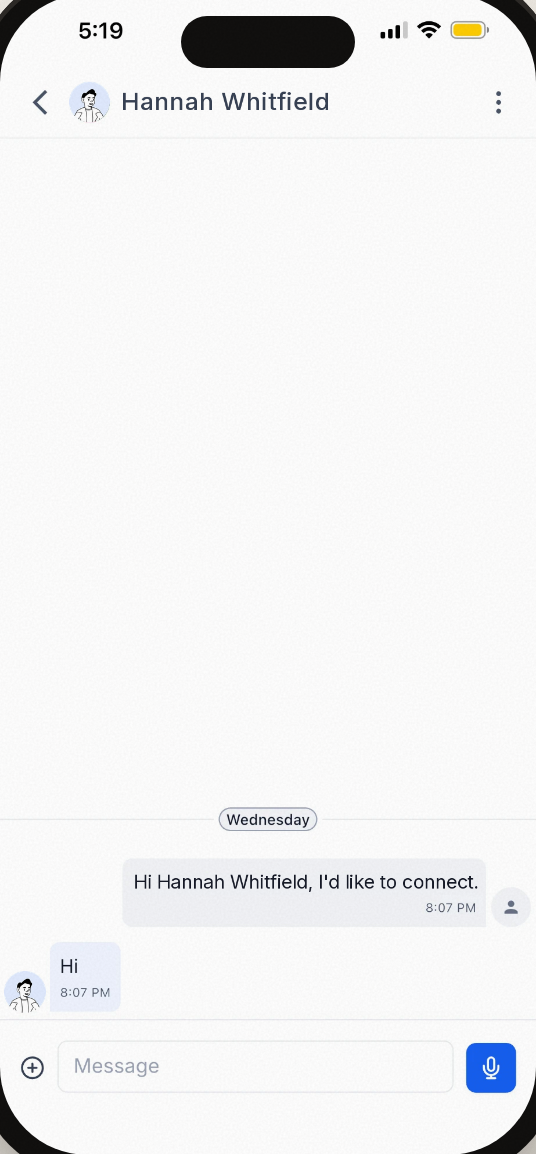 5:19
Hannah Whitfield
Wednesday
Hi Hannah Whitfield, I'd like to connect.
8:07 PM
Hi
8:07 PM
Message